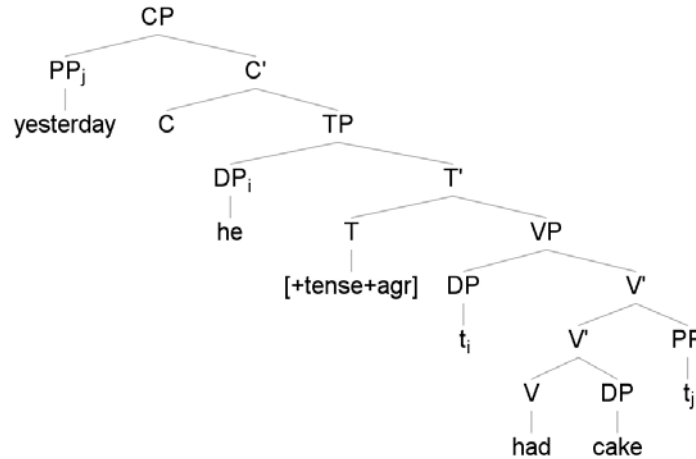 CP
PPⱼ C'
yesterday C TP
DPᵢ T'
he T VP
[+tense+agr] DP V'
tᵢ V' PP
V DP tⱼ
had cake